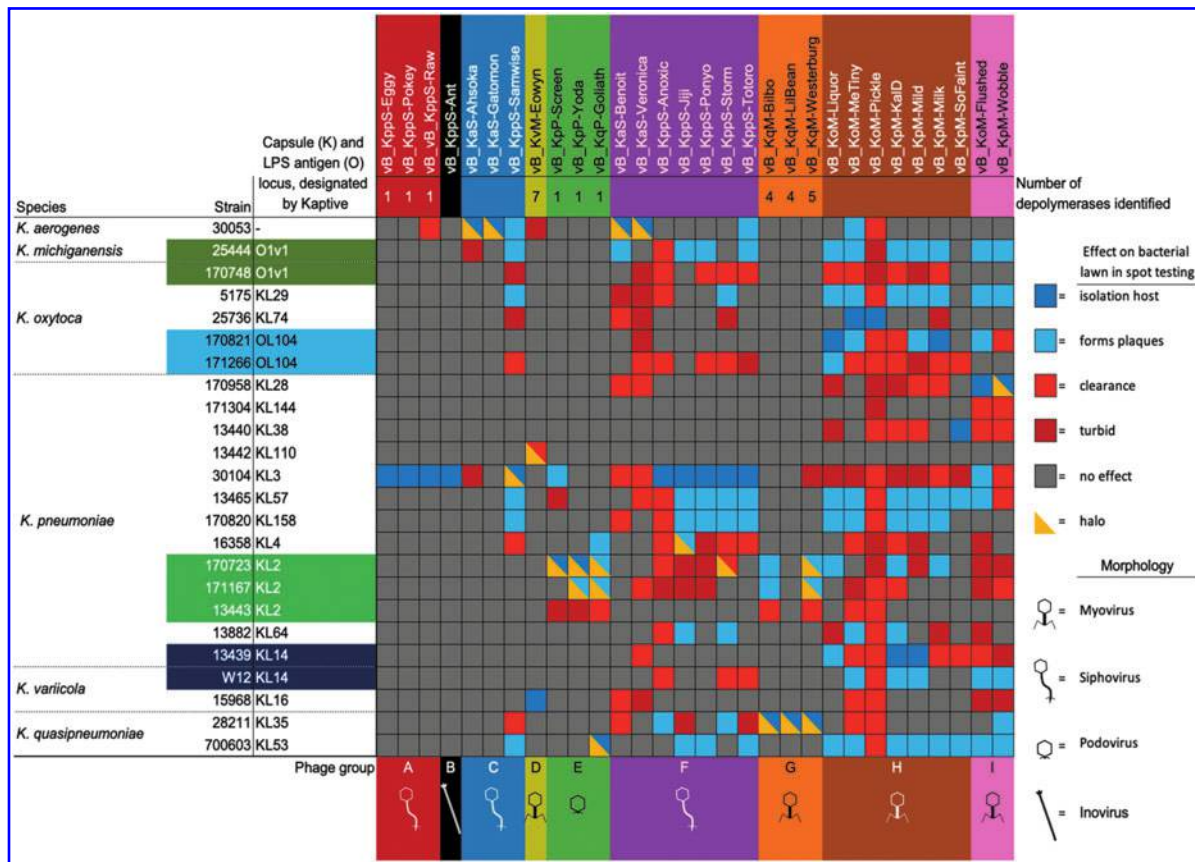 vB_KppS-Eggy
vB_KppS-Pokey
vB_vB_KppS-Raw
vB_KppS-Ant
vB_KaS-Ahsoka
vB_KaS-Gatomon
vB_KppS-Samwise
vB_KvM-Eowyn
vB_KpP-Screen
vB_KpP-Yoda
vB_KqP-Goliath
vB_KaS-Benoit
vB_KaS-Veronica
vB_KppS-Anoxic
vB_KppS-Jiji
vB_KppS-Ponyo
vB_KppS-Storm
vB_KppS-Totoro
vB_KqM-Bilbo
vB_KqM-LilBean
vB_KqM-Westerburg
vB_KoM-Liquor
vB_KoM-MeTiny
vB_KoM-Pickle
vB_KpM-KalD
vB_KpM-Mild
vB_KpM-Milk
vB_KpM-SoFaint
vB_KoM-Flushed
vB_KpM-Wobble
Capsule (K) and
LPS antigen (O)
locus, designated
by Kaptive
Species Strain
1 1 1 7 1 1 1 4 4 5
Number of
depolymerases identified
K. aerogenes 30053 -
K. michiganensis 25444 O1v1
170748 O1v1
5175 KL29
K. oxytoca 25736 KL74
170821 OL104
171266 OL104
170958 KL28
171304 KL144
13440 KL38
13442 KL110
30104 KL3
13465 KL57
K. pneumoniae 170820 KL158
16358 KL4
170723 KL2
171167 KL2
13443 KL2
13882 KL64
13439 KL14
K. variicola W12 KL14
15968 KL16
K. quasipneumoniae 28211 KL35
700603 KL53
Phage group A B C D E F G H I
Effect on bacterial
lawn in spot testing
= isolation host
= forms plaques
= clearance
= turbid
= no effect
= halo
Morphology
= Myovirus
= Siphovirus
= Podovirus
= Inovirus